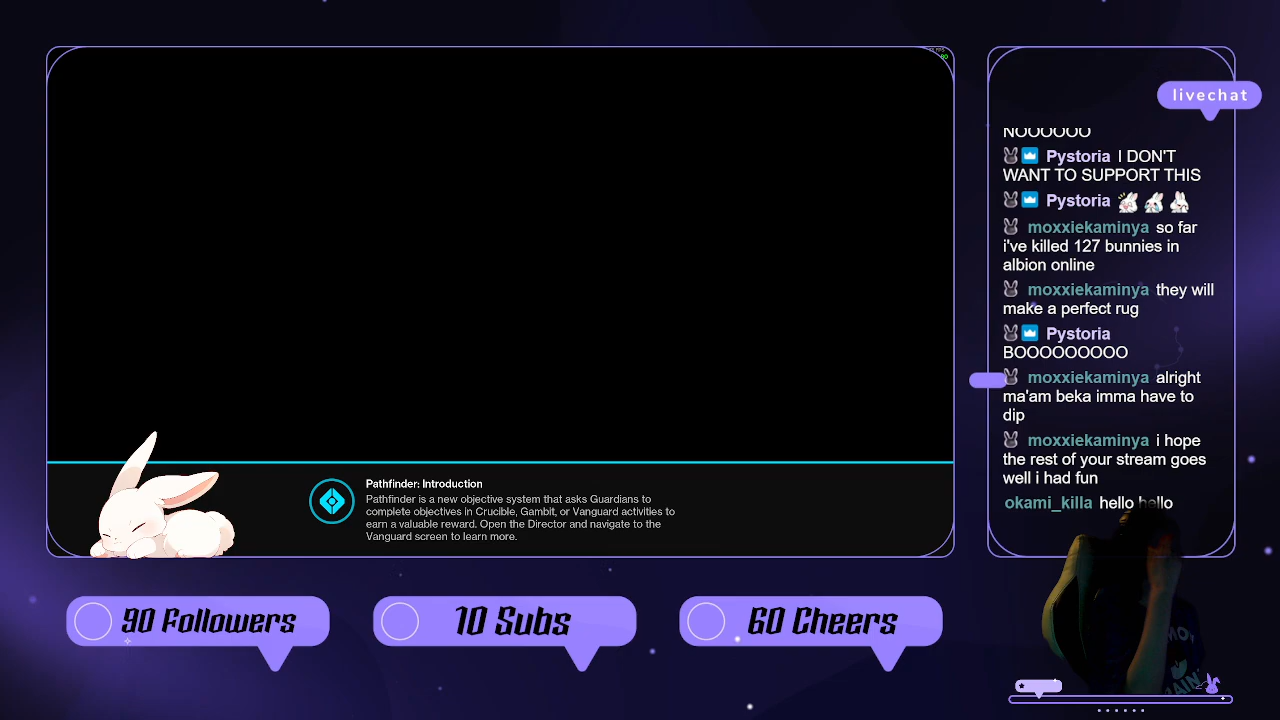 livechat
NOOOOOO
Pystoria I DON'T
WANT TO SUPPORT THIS
Pystoria
moxxiekaminya so far
i've killed 127 bunnies in
albion online
moxxiekaminya they will
make a perfect rug
Pystoria
BOOOOOOOOO
moxxiekaminya alright
ma'am beka imma have to
dip
moxxiekaminya i hope
the rest of your stream goes
well i had fun
okami_killa hello hello
Pathfinder: Introduction
Pathfinder is a new objective system that asks Guardians to
complete objectives in Crucible, Gambit, or Vanguard activities to
earn a valuable reward. Open the Director and navigate to the
Vanguard screen to learn more.
90 Followers
10 Subs
60 Cheers